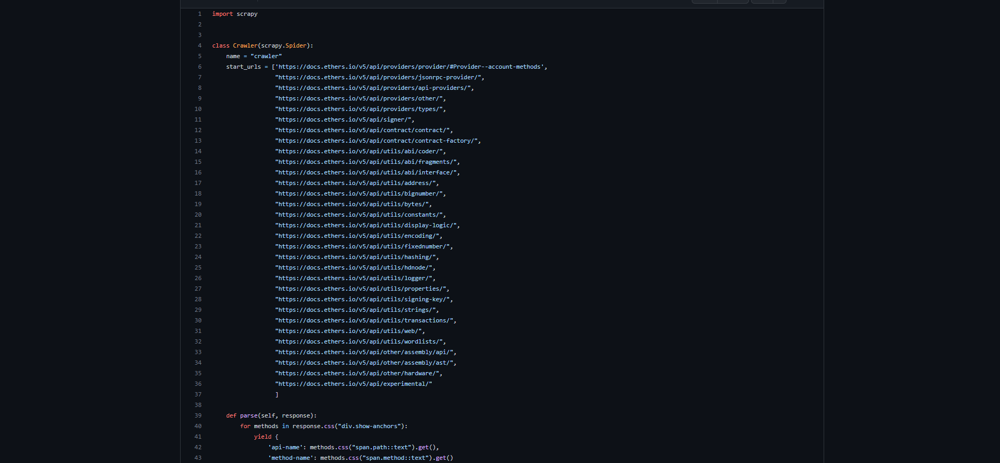 1 import scrapy
2
3
4 class Crawler(scrapy.Spider):
5 name = "crawler"
6 start_urls = ['https://docs.ethers.io/v5/api/providers/provider/#Provider--account-methods',
7 "https://docs.ethers.io/v5/api/providers/jsonrpc-provider/",
8 "https://docs.ethers.io/v5/api/providers/api-providers/",
9 "https://docs.ethers.io/v5/api/providers/other/",
10 "https://docs.ethers.io/v5/api/providers/types/",
11 "https://docs.ethers.io/v5/api/signer/",
12 "https://docs.ethers.io/v5/api/contract/contract/",
13 "https://docs.ethers.io/v5/api/contract/contract-factory/",
14 "https://docs.ethers.io/v5/api/utils/abi/coder/",
15 "https://docs.ethers.io/v5/api/utils/abi/fragments/",
16 "https://docs.ethers.io/v5/api/utils/abi/interface/",
17 "https://docs.ethers.io/v5/api/utils/address/",
18 "https://docs.ethers.io/v5/api/utils/bignumber/",
19 "https://docs.ethers.io/v5/api/utils/bytes/",
20 "https://docs.ethers.io/v5/api/utils/constants/",
21 "https://docs.ethers.io/v5/api/utils/display-logic/",
22 "https://docs.ethers.io/v5/api/utils/encoding/",
23 "https://docs.ethers.io/v5/api/utils/fixednumber/",
24 "https://docs.ethers.io/v5/api/utils/hashing/",
25 "https://docs.ethers.io/v5/api/utils/hdnode/",
26 "https://docs.ethers.io/v5/api/utils/logger/",
27 "https://docs.ethers.io/v5/api/utils/properties/",
28 "https://docs.ethers.io/v5/api/utils/signing-key/",
29 "https://docs.ethers.io/v5/api/utils/strings/",
30 "https://docs.ethers.io/v5/api/utils/transactions/",
31 "https://docs.ethers.io/v5/api/utils/web/",
32 "https://docs.ethers.io/v5/api/utils/wordlists/",
33 "https://docs.ethers.io/v5/api/other/assembly/api/",
34 "https://docs.ethers.io/v5/api/other/assembly/ast/",
35 "https://docs.ethers.io/v5/api/other/hardware/",
36 "https://docs.ethers.io/v5/api/experimental/"
37 ]
38
39 def parse(self, response):
40 for methods in response.css("div.show-anchors"):
41 yield {
42 'api-name': methods.css("span.path::text").get(),
43 'method-name': methods.css("span.method::text").get()